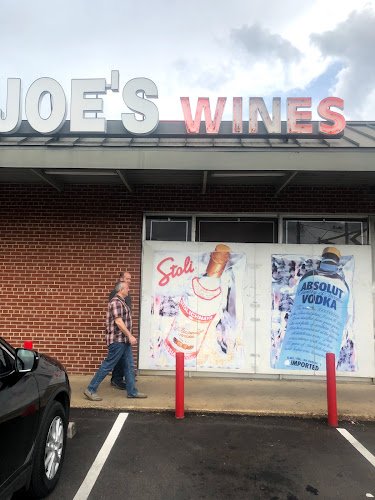 JOE'S WINES
Stoli
ABSOLUT
VODKA
IMPORTED